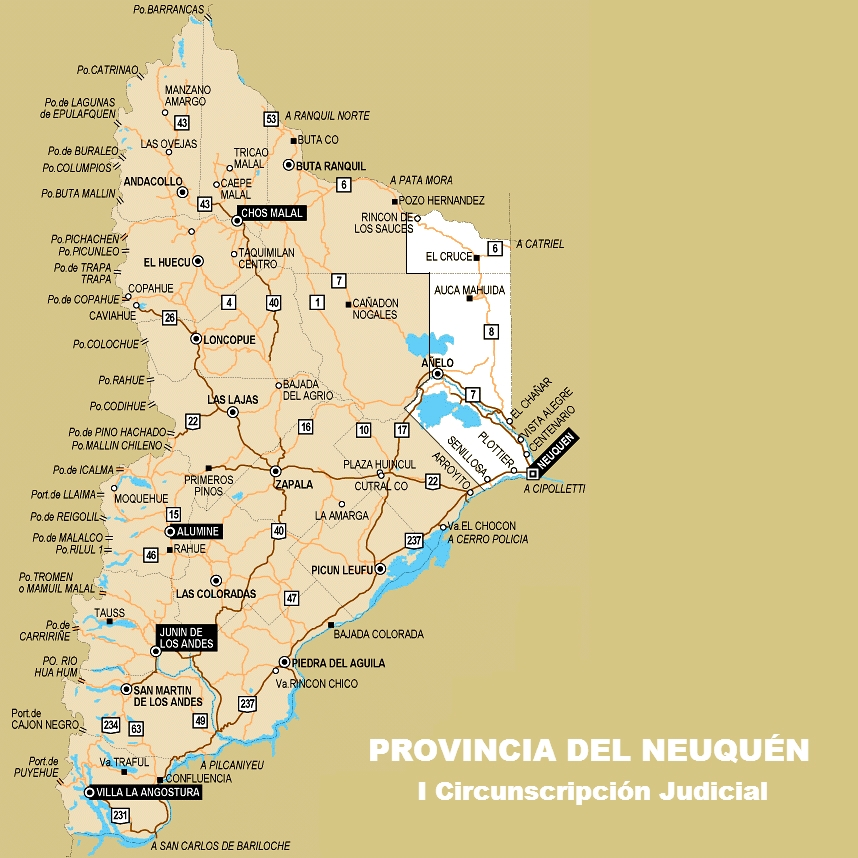 Po.BARRANCAS
Po.CATRINAO
MANZANO
AMARGO
Po.de LAGUNAS
de EPULAFQUEN
43
53
A RANQUIL NORTE
BUTA CO
LAS OVEJAS
Po.de BURALEO
TRICAO
MALAL
Po.COLUMPIOS
BUTA RANQUIL
ANDACOLLO
CAEPE
MALAL
6
A PATA MORA
Po.BUTA MALLIN
43
POZO HERNANDEZ
CHOS MALAL
RINCON DE
LOS SAUCES
Po.PICHACHEN
Po.PICUNLEO
A CATRIEL
6
TAQUIMILAN
CENTRO
EL CRUCE
EL HUECU
Po.de TRAPA
TRAPA
7
COPAHUE
AUCA MAHUIDA
Po.de COPAHUE
CAVIAHUE
4
40
1
CAÑADON
NOGALES
26
8
LONCOPUE
Po.COLOCHUE
AÑELO
Po.RAHUE
BAJADA
DEL AGRIO
7
EL CHAÑAR
Po.CODIHUE
LAS LAJAS
VISTA ALEGRE
CENTENARIO
22
16
10
17
Po.de PINO HACHADO
Po.MALLIN CHILENO
PLOTTIER
NEUQUEN
SENILLOSA
ARROYITO
Po.de ICALMA
PRIMEROS
PINOS
ZAPALA
PLAZA HUINCUL
CUTRAL CO
22
A CIPOLLETTI
Port.de LLAIMA
MOQUEHUE
LA AMARGA
Po.de REIGOLIL
15
ALUMINE
40
Va.EL CHOCON
A CERRO POLICIA
237
Po.de MALALCO
Po.RILUL 1
46
RAHUE
PICUN LEUFU
Po.TROMEN
o MAMUIL MALAL
LAS COLORADAS
47
TAUSS
Po.de
CARRIRIÑE
JUNIN DE
LOS ANDES
BAJADA COLORADA
PO. RIO
HUA HUM
PIEDRA DEL AGUILA
Va.RINCON CHICO
SAN MARTIN
DE LOS ANDES
237
Port.de
CAJON NEGRO
234
63
49
PROVINCIA DEL NEUQUÉN
Port.de
PUYEHUE
Va.TRAFUL
A PILCANIYEU
CONFLUENCIA
I Circunscripción Judicial
VILLA LA ANGOSTURA
231
A SAN CARLOS DE BARILOCHE